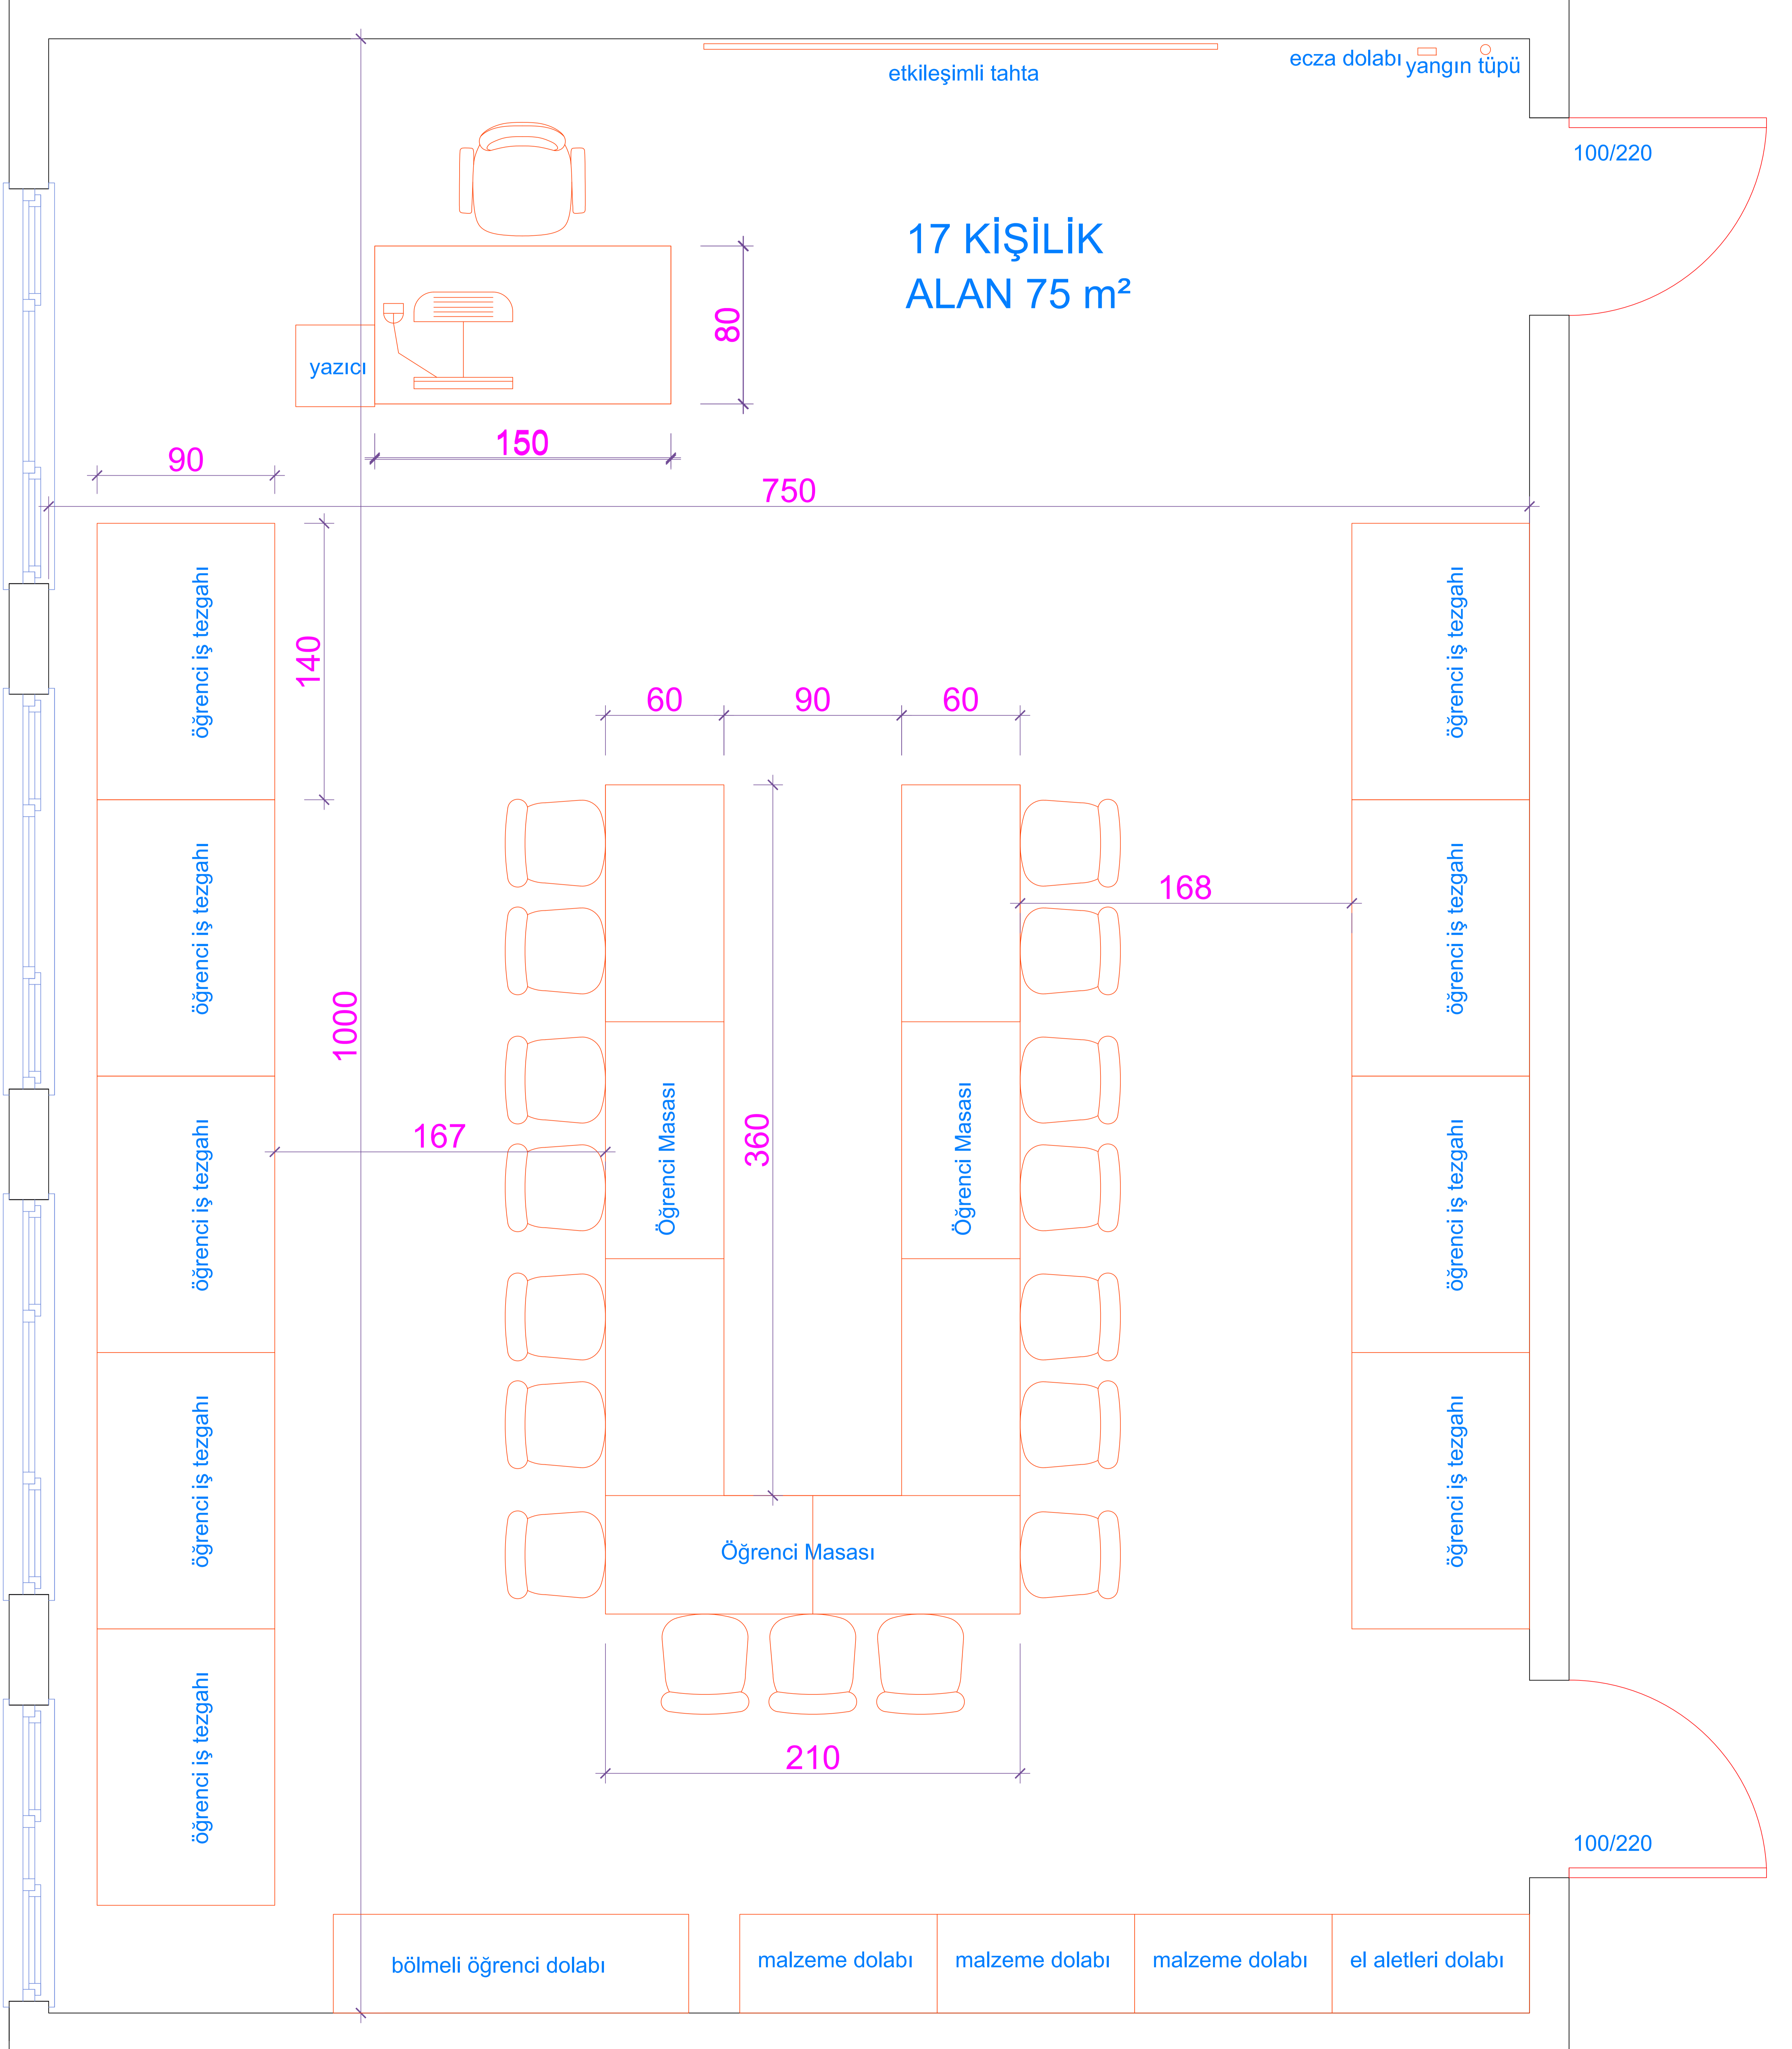 etkileşimli tahta
ecza dolabı
yangın tüpü
100/220
17 KİŞİLİK
ALAN 75 m²
80
yazıcı
150
90
750
140
öğrenci iş tezgahı
öğrenci iş tezgahı
60
90
60
öğrenci iş tezgahı
168
öğrenci iş tezgahı
1000
167
Öğrenci Masası
360
Öğrenci Masası
öğrenci iş tezgahı
öğrenci iş tezgahı
öğrenci iş tezgahı
Öğrenci Masası
öğrenci iş tezgahı
öğrenci iş tezgahı
210
100/220
bölmeli öğrenci dolabı
malzeme dolabı
malzeme dolabı
malzeme dolabı
el aletleri dolabı